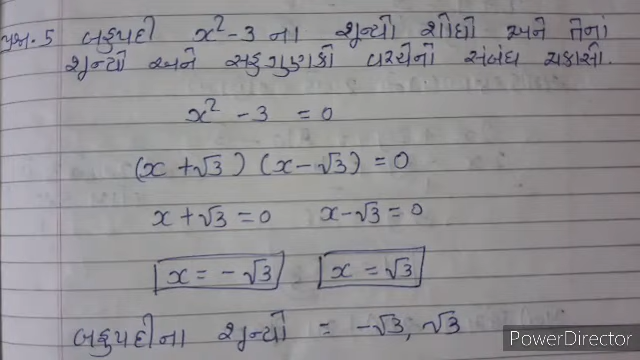 પ્રશ્ન.5 બહુપદી x² - 3 ના શૂન્યો શોધો અને તેનાં
શૂન્યો અને સહગુણકો વચ્ચેનો સંબંધ ચકાસો.
x² - 3 = 0
(x + √3) (x - √3) = 0
x + √3 = 0 x - √3 = 0
x = - √3 x = √3
બહુપદીના શૂન્યો = - √3, √3
PowerDirector